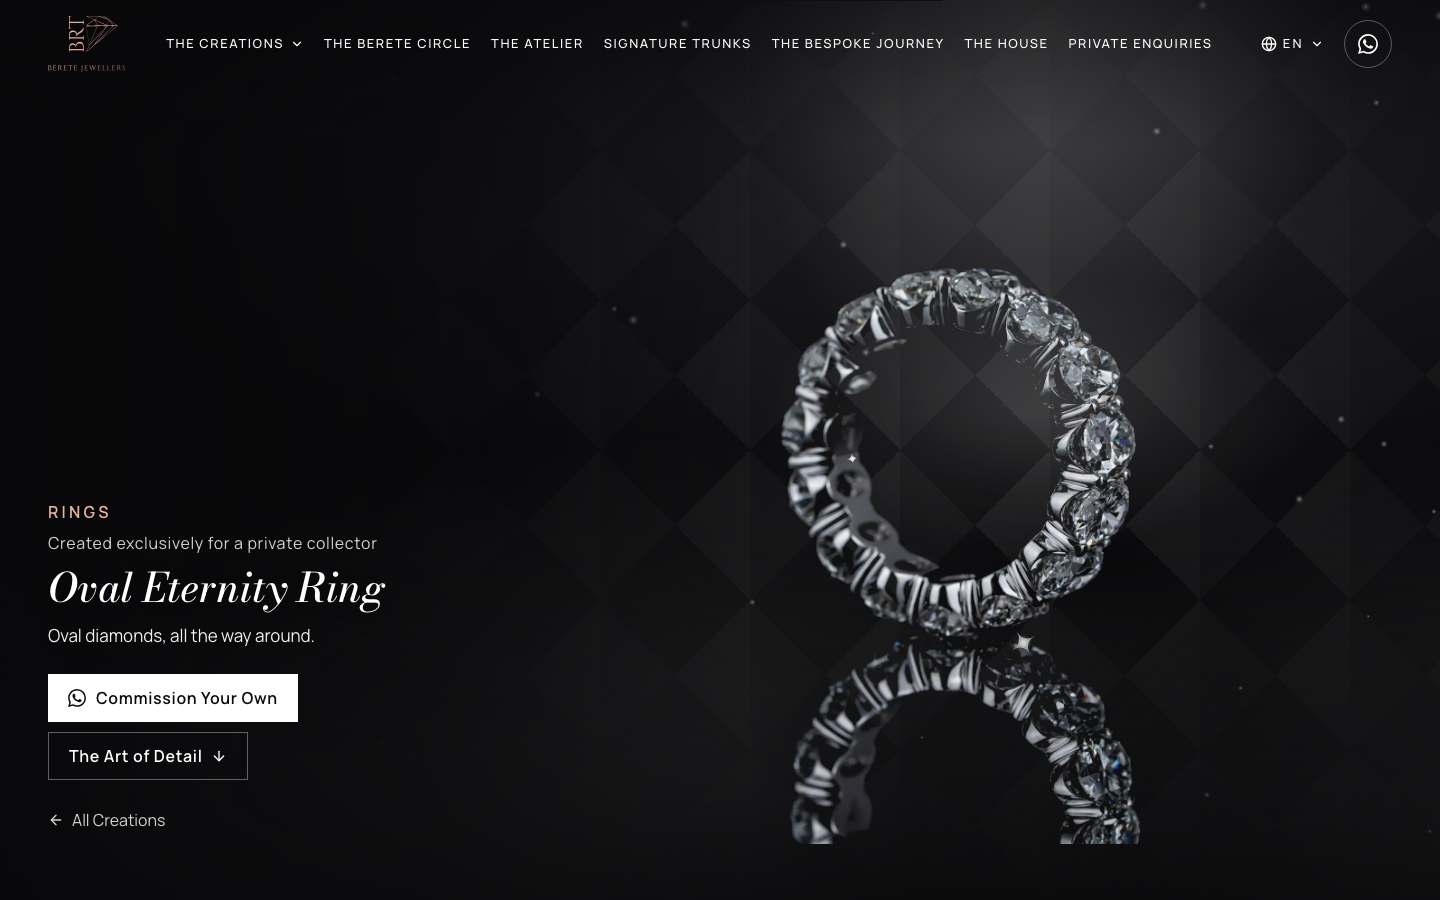 BRT
BERETE JEWELLERS
THE CREATIONS
THE BERETE CIRCLE
THE ATELIER
SIGNATURE TRUNKS
THE BESPOKE JOURNEY
THE HOUSE
PRIVATE ENQUIRIES
EN
RINGS
Created exclusively for a private collector
Oval Eternity Ring
Oval diamonds, all the way around.
Commission Your Own
The Art of Detail
All Creations